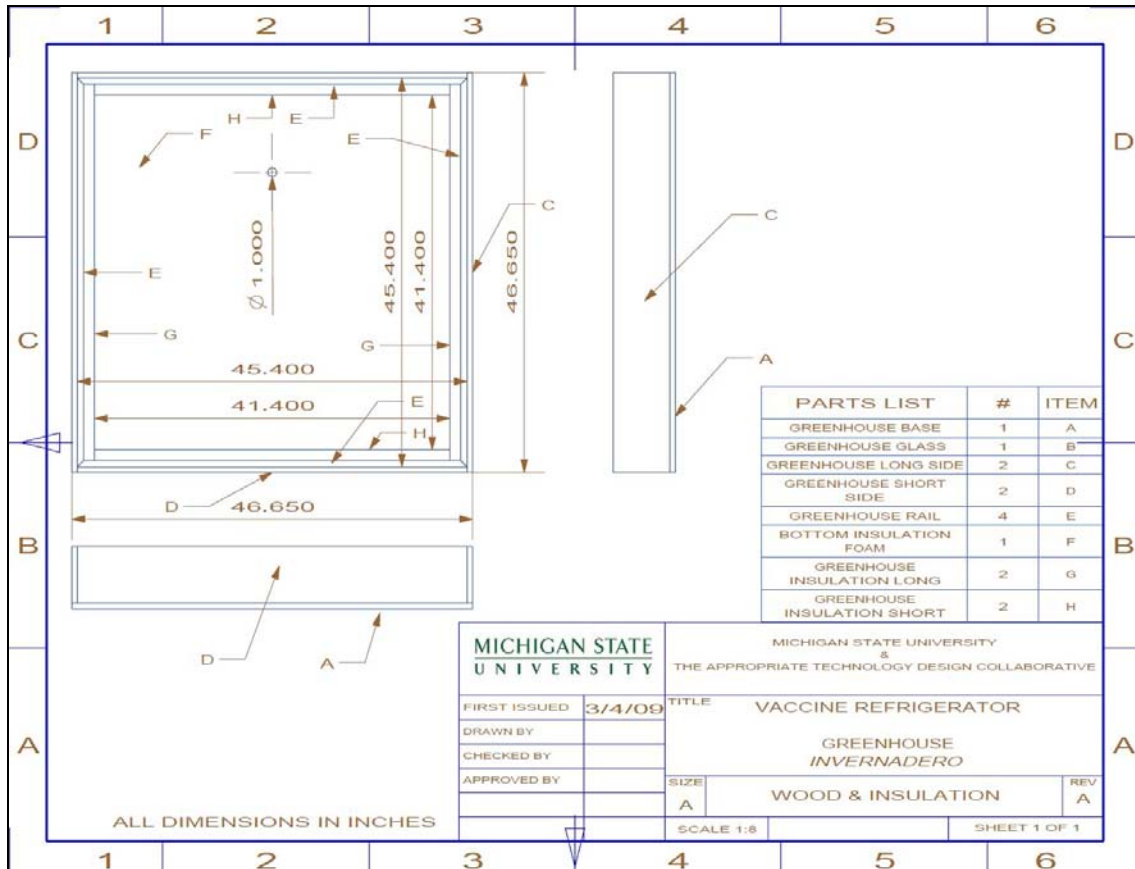 1 2 3 4 5 6
D D
H E
F
E
C
C
Ø 1.000
45.400
41.400
46.650
E
G
G
C C
A
45.400
41.400
E
H
D
46.650
PARTS LIST # ITEM
GREENHOUSE BASE 1 A
GREENHOUSE GLASS 1 B
GREENHOUSE LONG SIDE 2 C
GREENHOUSE SHORT
SIDE 2 D
GREENHOUSE RAIL 4 E
BOTTOM INSULATION
FOAM 1 F
GREENHOUSE
INSULATION LONG 2 G
GREENHOUSE
INSULATION SHORT 2 H
B B
D
A
MICHIGAN STATE
UNIVERSITY
MICHIGAN STATE UNIVERSITY
&
THE APPROPRIATE TECHNOLOGY DESIGN COLLABORATIVE
FIRST ISSUED 3/4/09
DRAWN BY
CHECKED BY
APPROVED BY
TITLE VACCINE REFRIGERATOR
GREENHOUSE
INVERNADERO
SIZE
A
WOOD & INSULATION
REV
A
SCALE 1:8
SHEET 1 OF 1
A A
ALL DIMENSIONS IN INCHES
1 2 3 4 5 6